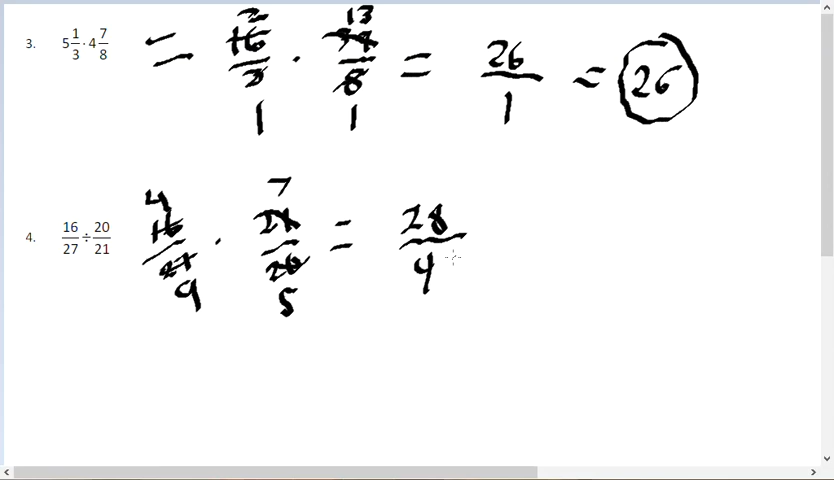 2 13
3. 5 1/3 · 4 7/8 = 16/3 · 39/8 = 26/1 = 26
1 1
4 7
4. 16/27 ÷ 20/21 16/27 · 21/20 = 28/4
9 5